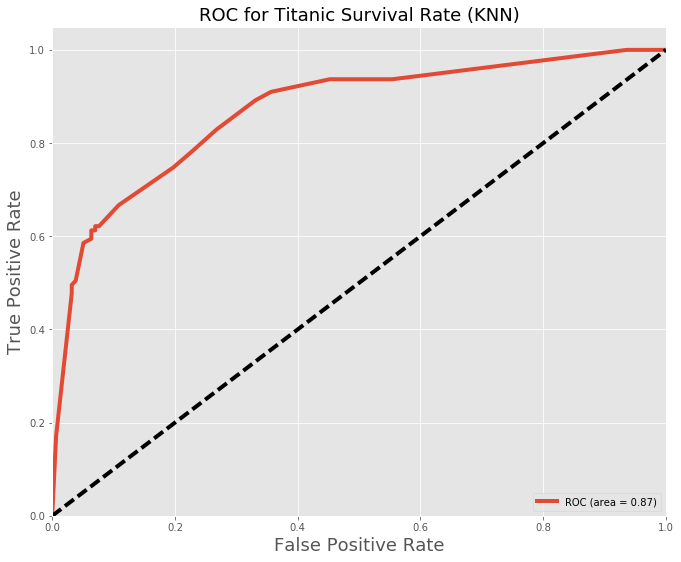 ROC for Titanic Survival Rate (KNN)
True Positive Rate
1.0
0.8
0.6
0.4
0.2
0.0
0.0 0.2 0.4 0.6 0.8 1.0
False Positive Rate
ROC (area = 0.87)